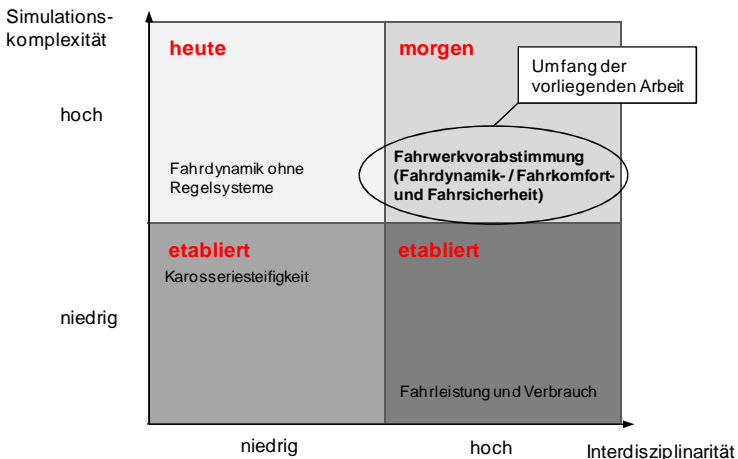 Simulations-
komplexität
heute
morgen
Umfang der
vorliegenden Arbeit
hoch
Fahrdynamik ohne
Regelsysteme
Fahrwerkvorabstimmung
(Fahrdynamik- / Fahrkomfort-
und Fahrsicherheit)
etabliert
Karosseriesteifigkeit
etabliert
niedrig
Fahrleistung und Verbrauch
niedrig
hoch
Interdisziplinarität